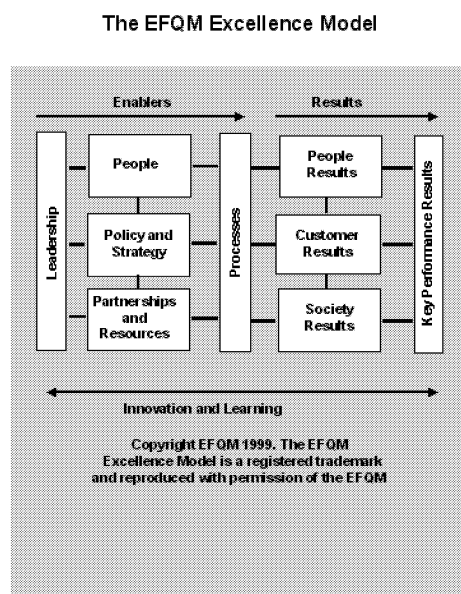 The EFQM Excellence Model
Enablers
Results
Leadership
People
Policy and
Strategy
Partnerships
and
Resources
Processes
People
Results
Customer
Results
Society
Results
Key Performance Results
Innovation and Learning
Copyright EFQM 1999. The EFQM
Excellence Model is a registered trademark
and reproduced with permission of the EFQM